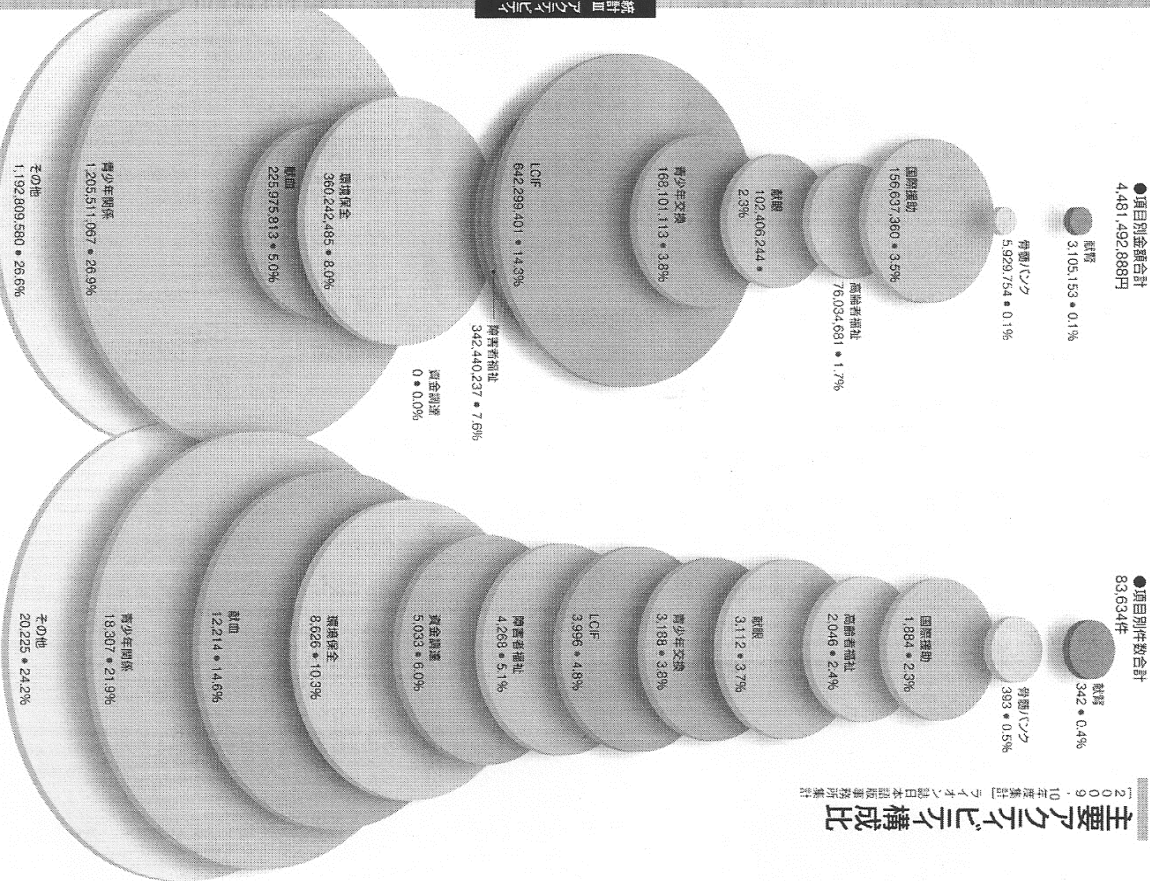 統計Ⅲ アクティビティ
主要アクティビティ構成比
[2009・10年度集計] ライオン誌日本語版事務所集計
●項目別金額合計
4,481,492,888円
献腎
3,105,153 ● 0.1%
骨髄バンク
5,929,754 ● 0.1%
国際援助
156,637,360 ● 3.5%
高齢者福祉
76,034,681 ● 1.7%
献眼
102,406,244 ●
2.3%
青少年交換
168,101,113 ● 3.8%
LCIF
642,299,401 ● 14.3%
障害者福祉
342,440,237 ● 7.6%
資金調達
0 ● 0.0%
環境保全
360,242,485 ● 8.0%
献血
225,975,813 ● 5.0%
青少年関係
1,205,511,067 ● 26.9%
その他
1,192,809,580 ● 26.6%
●項目別件数合計
83,634件
献腎
342 ● 0.4%
骨髄バンク
393 ● 0.5%
国際援助
1,884 ● 2.3%
高齢者福祉
2,046 ● 2.4%
献眼
3,112 ● 3.7%
青少年交換
3,188 ● 3.8%
LCIF
3,996 ● 4.8%
障害者福祉
4,268 ● 5.1%
資金調達
5,033 ● 6.0%
環境保全
8,626 ● 10.3%
献血
12,214 ● 14.6%
青少年関係
18,307 ● 21.9%
その他
20,225 ● 24.2%